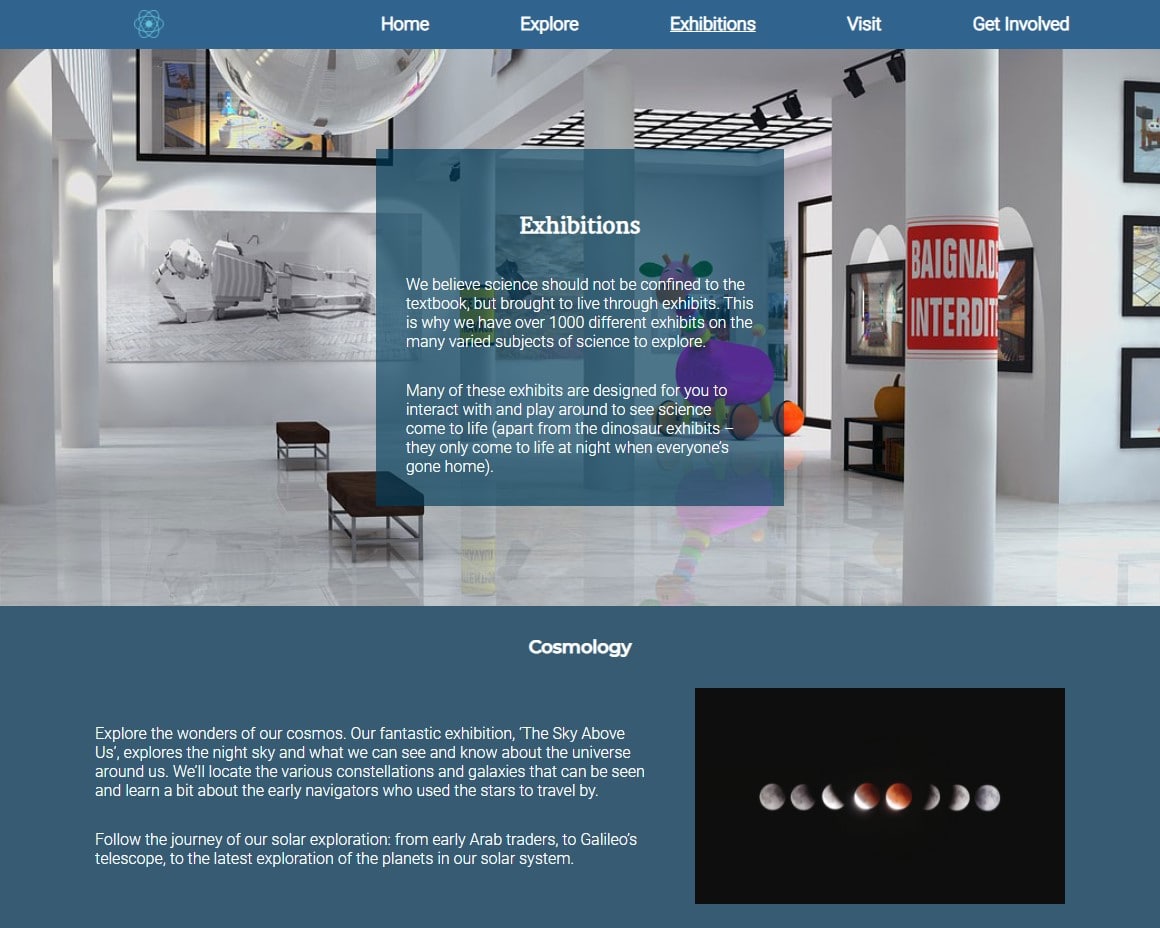 Home Explore Exhibitions Visit Get Involved
BAIGNADE
INTERDITE
Exhibitions
We believe science should not be confined to the
textbook, but brought to live through exhibits. This
is why we have over 1000 different exhibits on the
many varied subjects of science to explore.
Many of these exhibits are designed for you to
interact with and play around to see science
come to life (apart from the dinosaur exhibits –
they only come to life at night when everyone’s
gone home).
Cosmology
Explore the wonders of our cosmos. Our fantastic exhibition, ‘The Sky Above
Us’, explores the night sky and what we can see and know about the universe
around us. We’ll locate the various constellations and galaxies that can be seen
and learn a bit about the early navigators who used the stars to travel by.
Follow the journey of our solar exploration: from early Arab traders, to Galileo’s
telescope, to the latest exploration of the planets in our solar system.